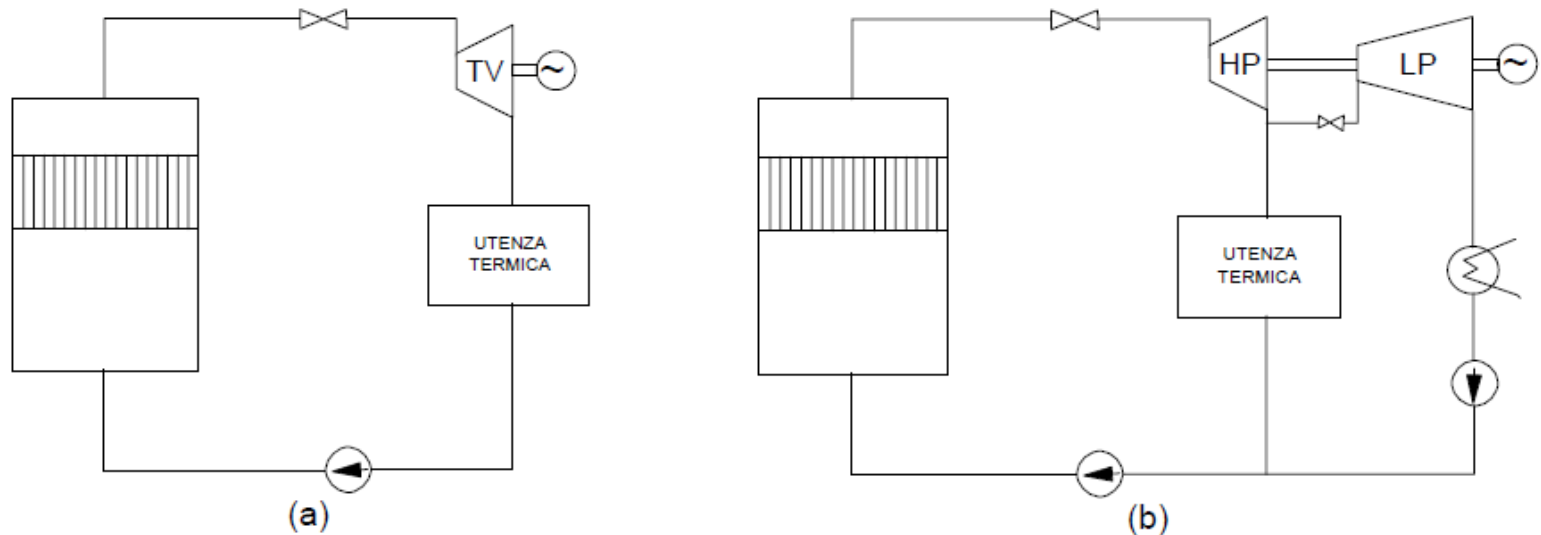 TV
~
UTENZA
TERMICA
(a)
HP
LP
~
UTENZA
TERMICA
(b)